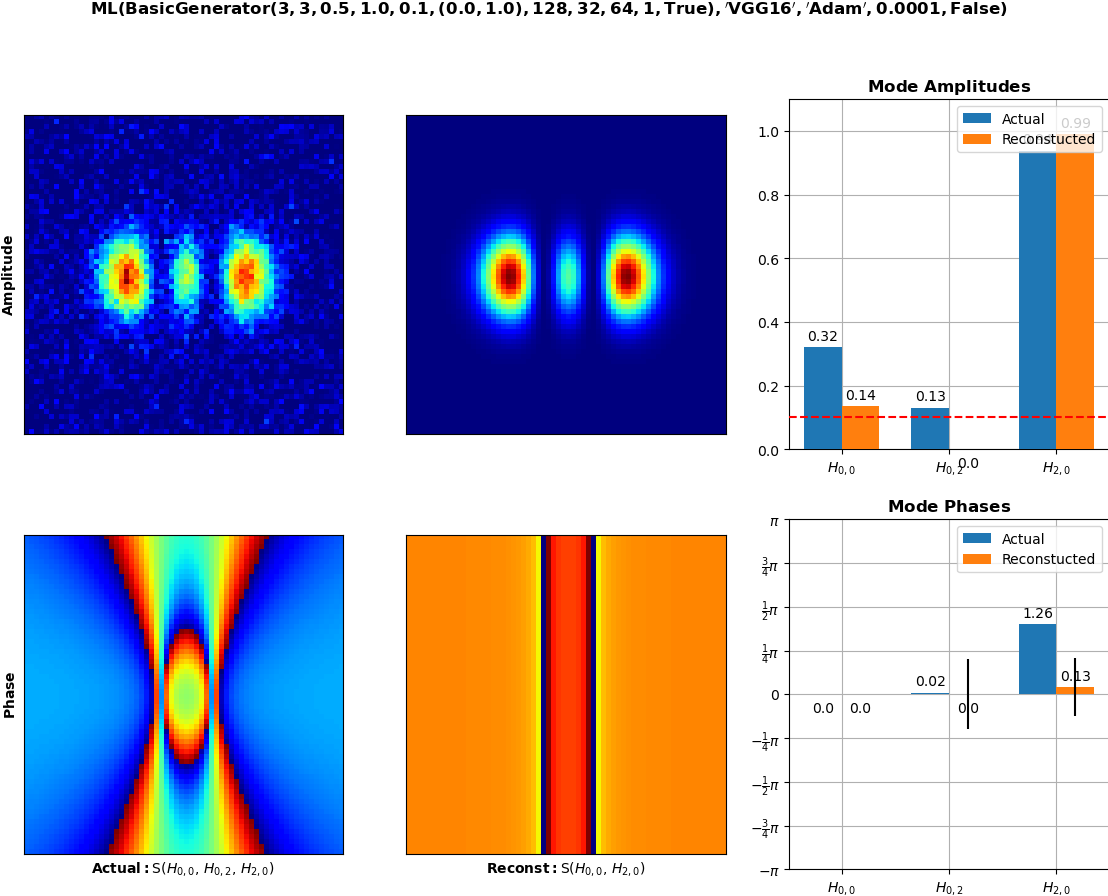 ML(BasicGenerator(3, 3, 0.5, 1.0, 0.1, (0.0, 1.0), 128, 32, 64, 1, True), ′VGG16′, ′Adam′, 0.0001, False)
Amplitude
Mode Amplitudes
Actual
Reconstucted
0.99
1.0
0.8
0.6
0.4
0.2
0.0
0.32
0.14
0.13
0.0
H₀,₀
H₀,₂
H₂,₀
Phase
Actual: S(H₀,₀, H₀,₂, H₂,₀)
Reconst: S(H₀,₀, H₂,₀)
Mode Phases
Actual
Reconstucted
π
¾π
½π
¼π
0
−¼π
−½π
−¾π
−π
0.0
0.0
0.02
0.0
1.26
0.13
H₀,₀
H₀,₂
H₂,₀